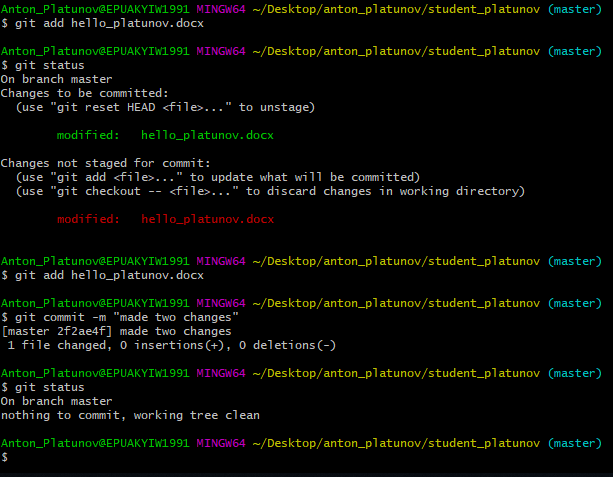 Anton_Platunov@EPUAKYIW1991 MINGW64 ~/Desktop/anton_platunov/student_platunov (master)
$ git add hello_platunov.docx
Anton_Platunov@EPUAKYIW1991 MINGW64 ~/Desktop/anton_platunov/student_platunov (master)
$ git status
On branch master
Changes to be committed:
  (use "git reset HEAD <file>..." to unstage)
        modified:   hello_platunov.docx
Changes not staged for commit:
  (use "git add <file>..." to update what will be committed)
  (use "git checkout -- <file>..." to discard changes in working directory)
        modified:   hello_platunov.docx
Anton_Platunov@EPUAKYIW1991 MINGW64 ~/Desktop/anton_platunov/student_platunov (master)
$ git add hello_platunov.docx
Anton_Platunov@EPUAKYIW1991 MINGW64 ~/Desktop/anton_platunov/student_platunov (master)
$ git commit -m "made two changes"
[master 2f2ae4f] made two changes
 1 file changed, 0 insertions(+), 0 deletions(-)
Anton_Platunov@EPUAKYIW1991 MINGW64 ~/Desktop/anton_platunov/student_platunov (master)
$ git status
On branch master
nothing to commit, working tree clean
Anton_Platunov@EPUAKYIW1991 MINGW64 ~/Desktop/anton_platunov/student_platunov (master)
$